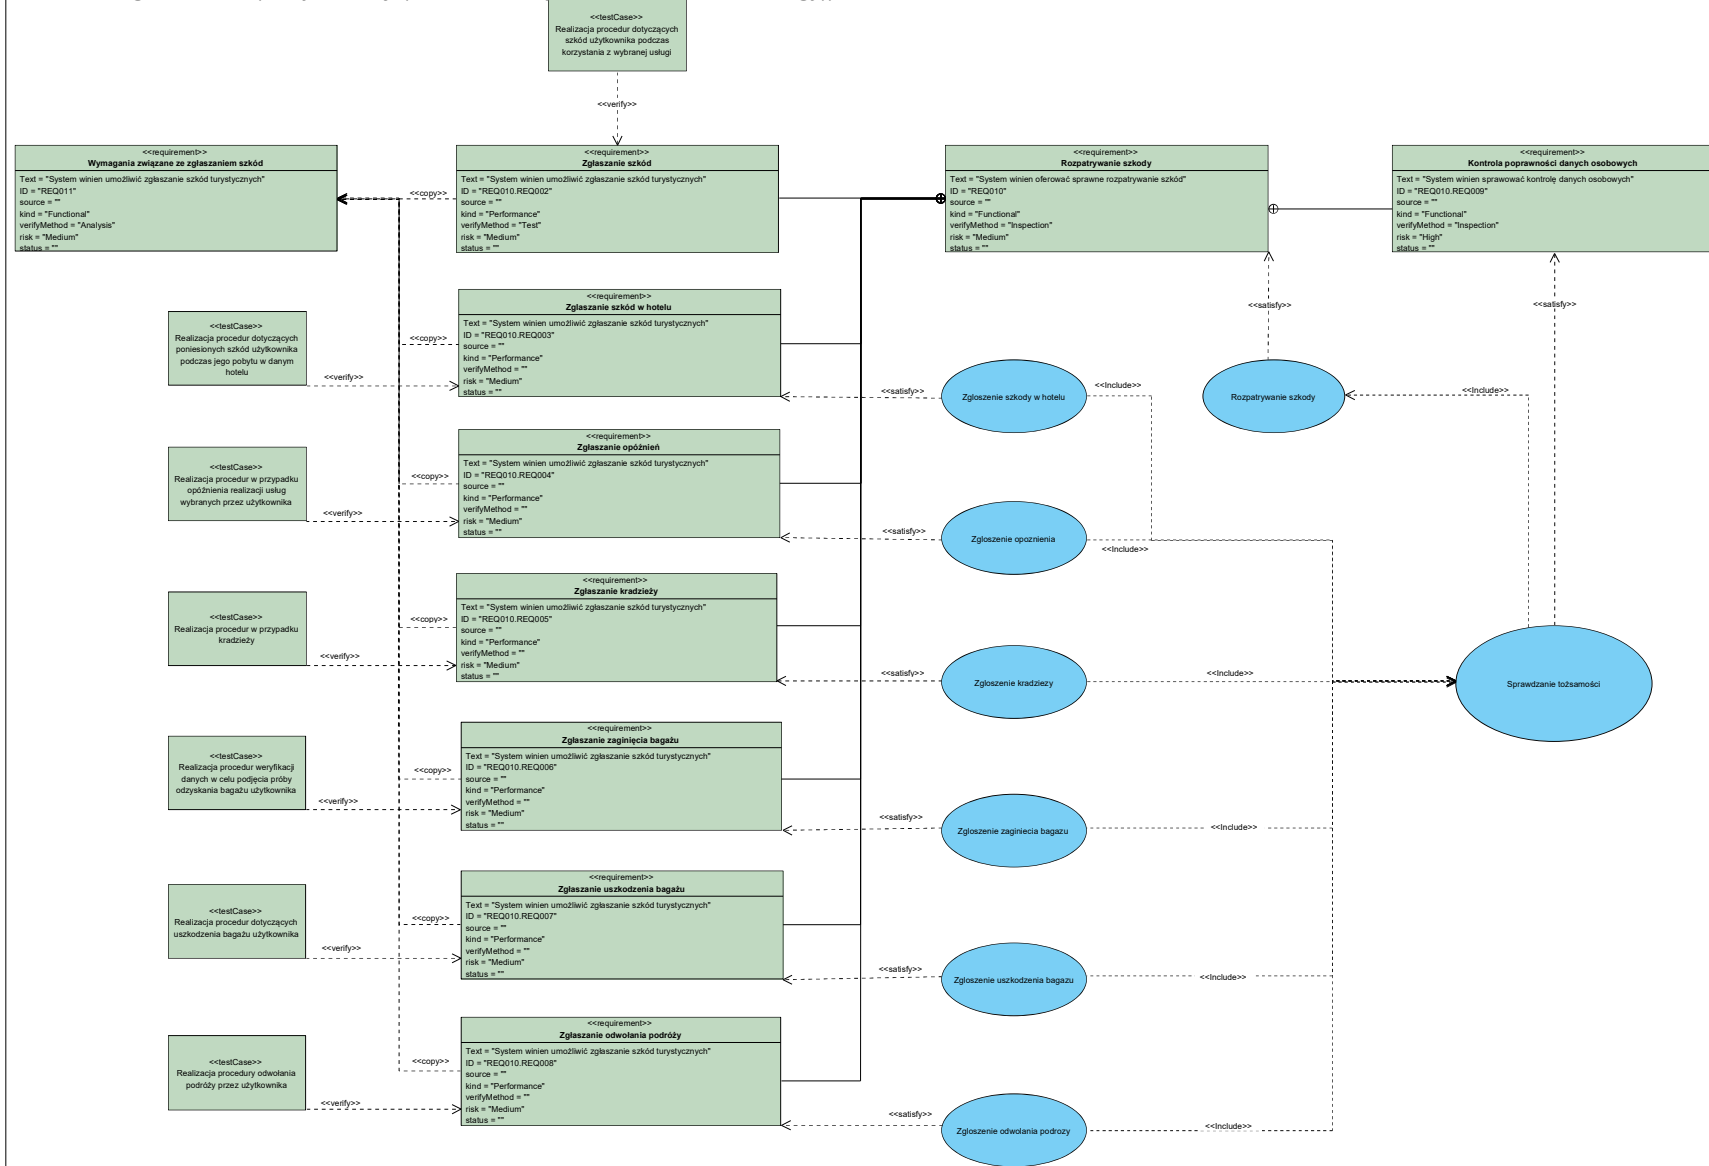 <<testCase>>
Realizacja procedur dotyczących
szkód użytkownika podczas
korzystania z wybranej usługi
<<verify>>
<<requirement>>
Wymagania związane ze zgłaszaniem szkód
Text = "System winien umożliwić zgłaszanie szkód turystycznych"
ID = "REQ011"
source = ""
kind = "Functional"
verifyMethod = "Analysis"
risk = "Medium"
status = ""
<<copy>>
<<requirement>>
Zgłaszanie szkód
Text = "System winien umożliwić zgłaszanie szkód turystycznych"
ID = "REQ010.REQ002"
source = ""
kind = "Performance"
verifyMethod = "Test"
risk = "Medium"
status = ""
<<requirement>>
Rozpatrywanie szkody
Text = "System winien oferować sprawne rozpatrywanie szkód"
ID = "REQ010"
source = ""
kind = "Functional"
verifyMethod = "Inspection"
risk = "Medium"
status = ""
<<requirement>>
Kontrola poprawności danych osobowych
Text = "System winien sprawować kontrolę danych osobowych"
ID = "REQ010.REQ009"
source = ""
kind = "Functional"
verifyMethod = "Inspection"
risk = "High"
status = ""
<<satisfy>>
<<satisfy>>
<<testCase>>
Realizacja procedur dotyczących
poniesionych szkód użytkownika
podczas jego pobytu w danym
hotelu
<<verify>>
<<copy>>
<<requirement>>
Zgłaszanie szkód w hotelu
Text = "System winien umożliwić zgłaszanie szkód turystycznych"
ID = "REQ010.REQ003"
source = ""
kind = "Performance"
verifyMethod = ""
risk = "Medium"
status = ""
<<satisfy>>
Zgloszenie szkody w hotelu
<<Include>>
Rozpatrywanie szkody
<<Include>>
<<testCase>>
Realizacja procedur w przypadku
opóźnienia realizacji usług
wybranych przez użytkownika
<<verify>>
<<copy>>
<<requirement>>
Zgłaszanie opóźnień
Text = "System winien umożliwić zgłaszanie szkód turystycznych"
ID = "REQ010.REQ004"
source = ""
kind = "Performance"
verifyMethod = ""
risk = "Medium"
status = ""
<<satisfy>>
Zgloszenie opoznienia
<<Include>>
<<testCase>>
Realizacja procedur w przypadku
kradzieży
<<verify>>
<<copy>>
<<requirement>>
Zgłaszanie kradzieży
Text = "System winien umożliwić zgłaszanie szkód turystycznych"
ID = "REQ010.REQ005"
source = ""
kind = "Performance"
verifyMethod = ""
risk = "Medium"
status = ""
<<satisfy>>
Zgloszenie kradziezy
<<Include>>
Sprawdzanie tożsamości
<<testCase>>
Realizacja procedur weryfikacji
danych w celu podjęcia próby
odzyskania bagażu użytkownika
<<verify>>
<<copy>>
<<requirement>>
Zgłaszanie zaginięcia bagażu
Text = "System winien umożliwić zgłaszanie szkód turystycznych"
ID = "REQ010.REQ006"
source = ""
kind = "Performance"
verifyMethod = ""
risk = "Medium"
status = ""
<<satisfy>>
Zgloszenie zaginiecia bagazu
<<Include>>
<<testCase>>
Realizacja procedur dotyczących
uszkodzenia bagażu użytkownika
<<verify>>
<<copy>>
<<requirement>>
Zgłaszanie uszkodzenia bagażu
Text = "System winien umożliwić zgłaszanie szkód turystycznych"
ID = "REQ010.REQ007"
source = ""
kind = "Performance"
verifyMethod = ""
risk = "Medium"
status = ""
<<satisfy>>
Zgloszenie uszkodzenia bagazu
<<Include>>
<<testCase>>
Realizacja procedury odwołania
podróży przez użytkownika
<<verify>>
<<copy>>
<<requirement>>
Zgłaszanie odwołania podróży
Text = "System winien umożliwić zgłaszanie szkód turystycznych"
ID = "REQ010.REQ008"
source = ""
kind = "Performance"
verifyMethod = ""
risk = "Medium"
status = ""
<<satisfy>>
Zgloszenie odwolania podrozy
<<Include>>